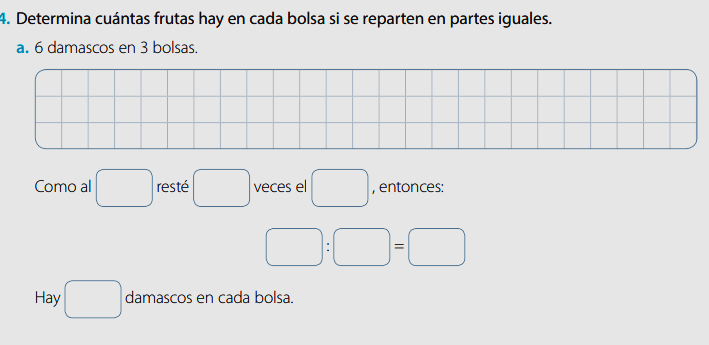 4. Determina cuántas frutas hay en cada bolsa si se reparten en partes iguales.
a. 6 damascos en 3 bolsas.
Como al resté veces el , entonces:
: =
Hay damascos en cada bolsa.